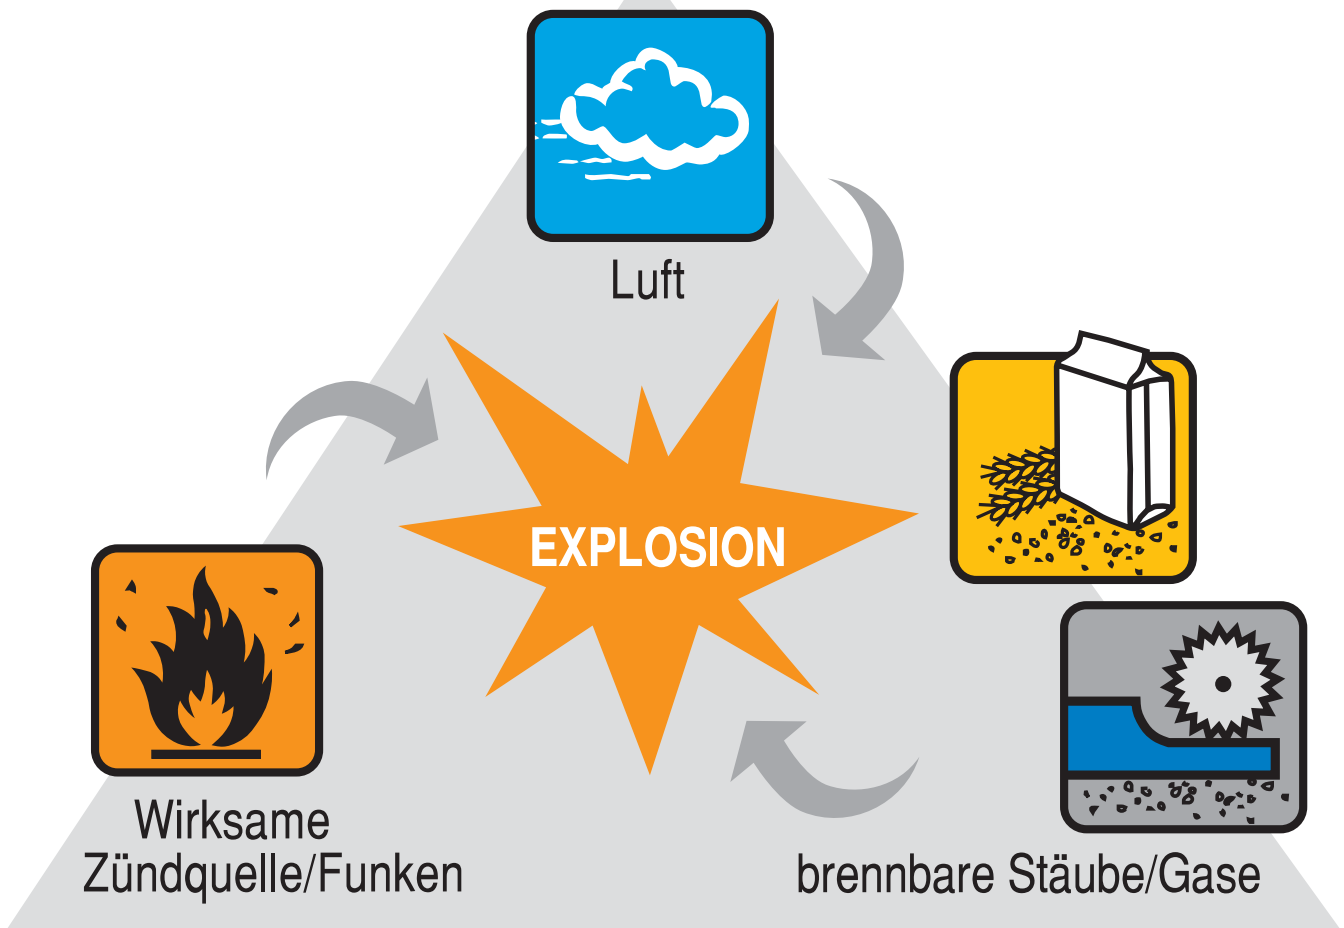 Luft
EXPLOSION
Wirksame
Zündquelle/Funken
brennbare Stäube/Gase